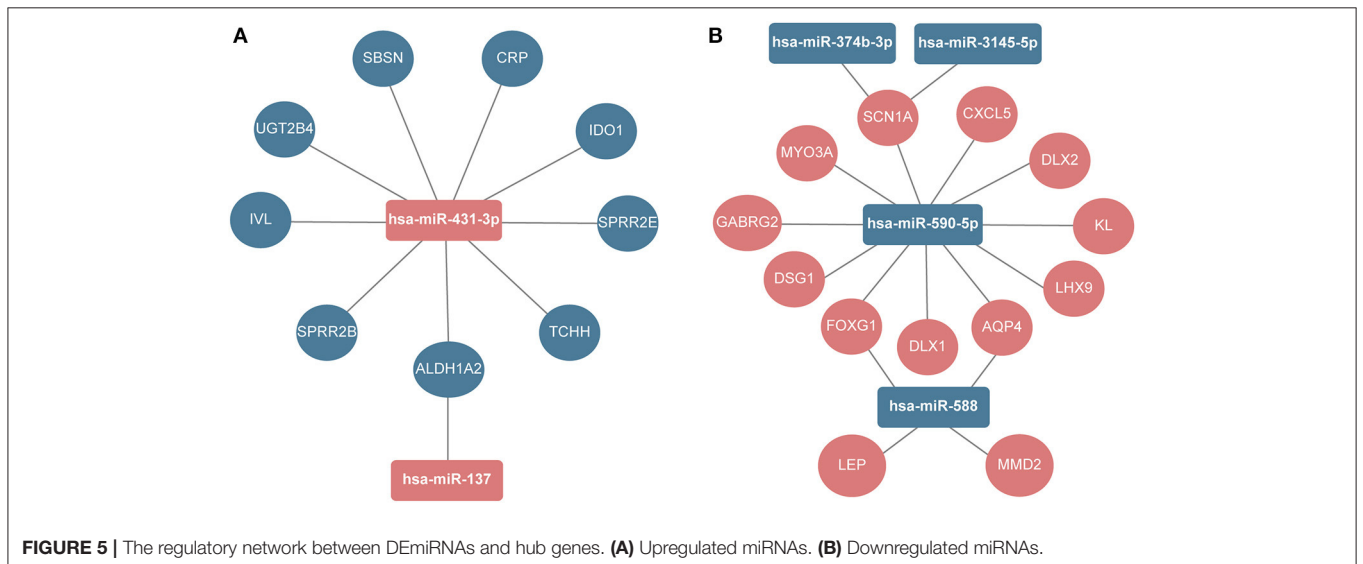 A
SBSN
CRP
UGT2B4
IDO1
IVL
hsa-miR-431-3p
SPRR2E
SPRR2B
TCHH
ALDH1A2
hsa-miR-137
B
hsa-miR-374b-3p
hsa-miR-3145-5p
SCN1A
CXCL5
MYO3A
DLX2
GABRG2
hsa-miR-590-5p
KL
DSG1
LHX9
FOXG1
DLX1
AQP4
hsa-miR-588
LEP
MMD2
FIGURE 5 | The regulatory network between DEmiRNAs and hub genes. (A) Upregulated miRNAs. (B) Downregulated miRNAs.